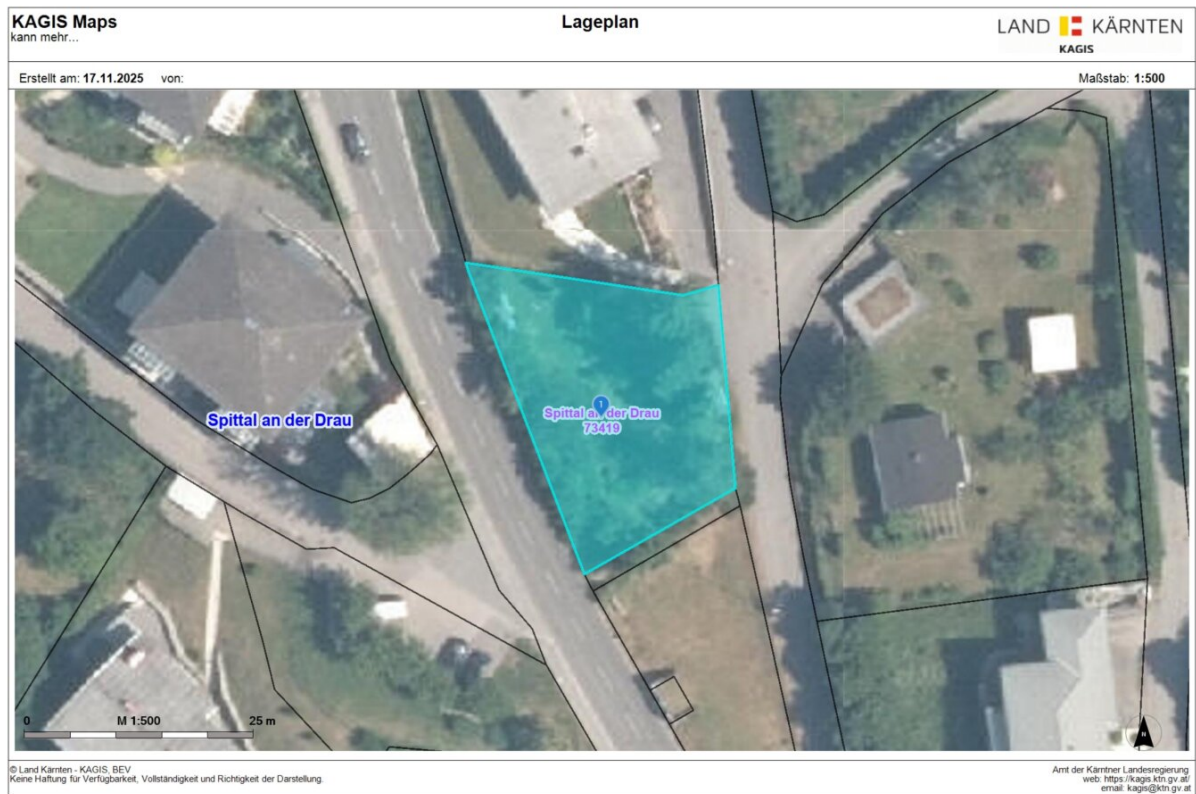 KAGIS Maps
kann mehr...
Lageplan
LAND KÄRNTEN
KAGIS
Erstellt am: 17.11.2025 von:
Maßstab: 1:500
1
Spittal an der Drau
73419
Spittal an der Drau
0 M 1:500 25 m
N
© Land Kärnten - KAGIS, BEV
Keine Haftung für Verfügbarkeit, Vollständigkeit und Richtigkeit der Darstellung.
Amt der Kärntner Landesregierung
web: https://kagis.ktn.gv.at/
email: kagis@ktn.gv.at